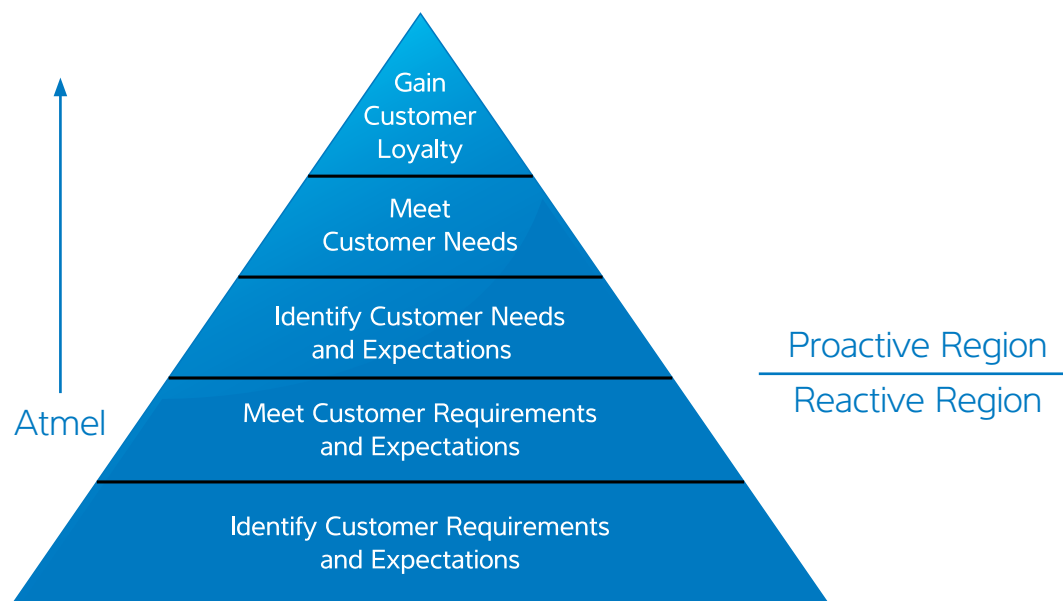 Gain
Customer
Loyalty
Meet
Customer Needs
Identify Customer Needs
and Expectations
Proactive Region
Reactive Region
Atmel
Meet Customer Requirements
and Expectations
Identify Customer Requirements
and Expectations